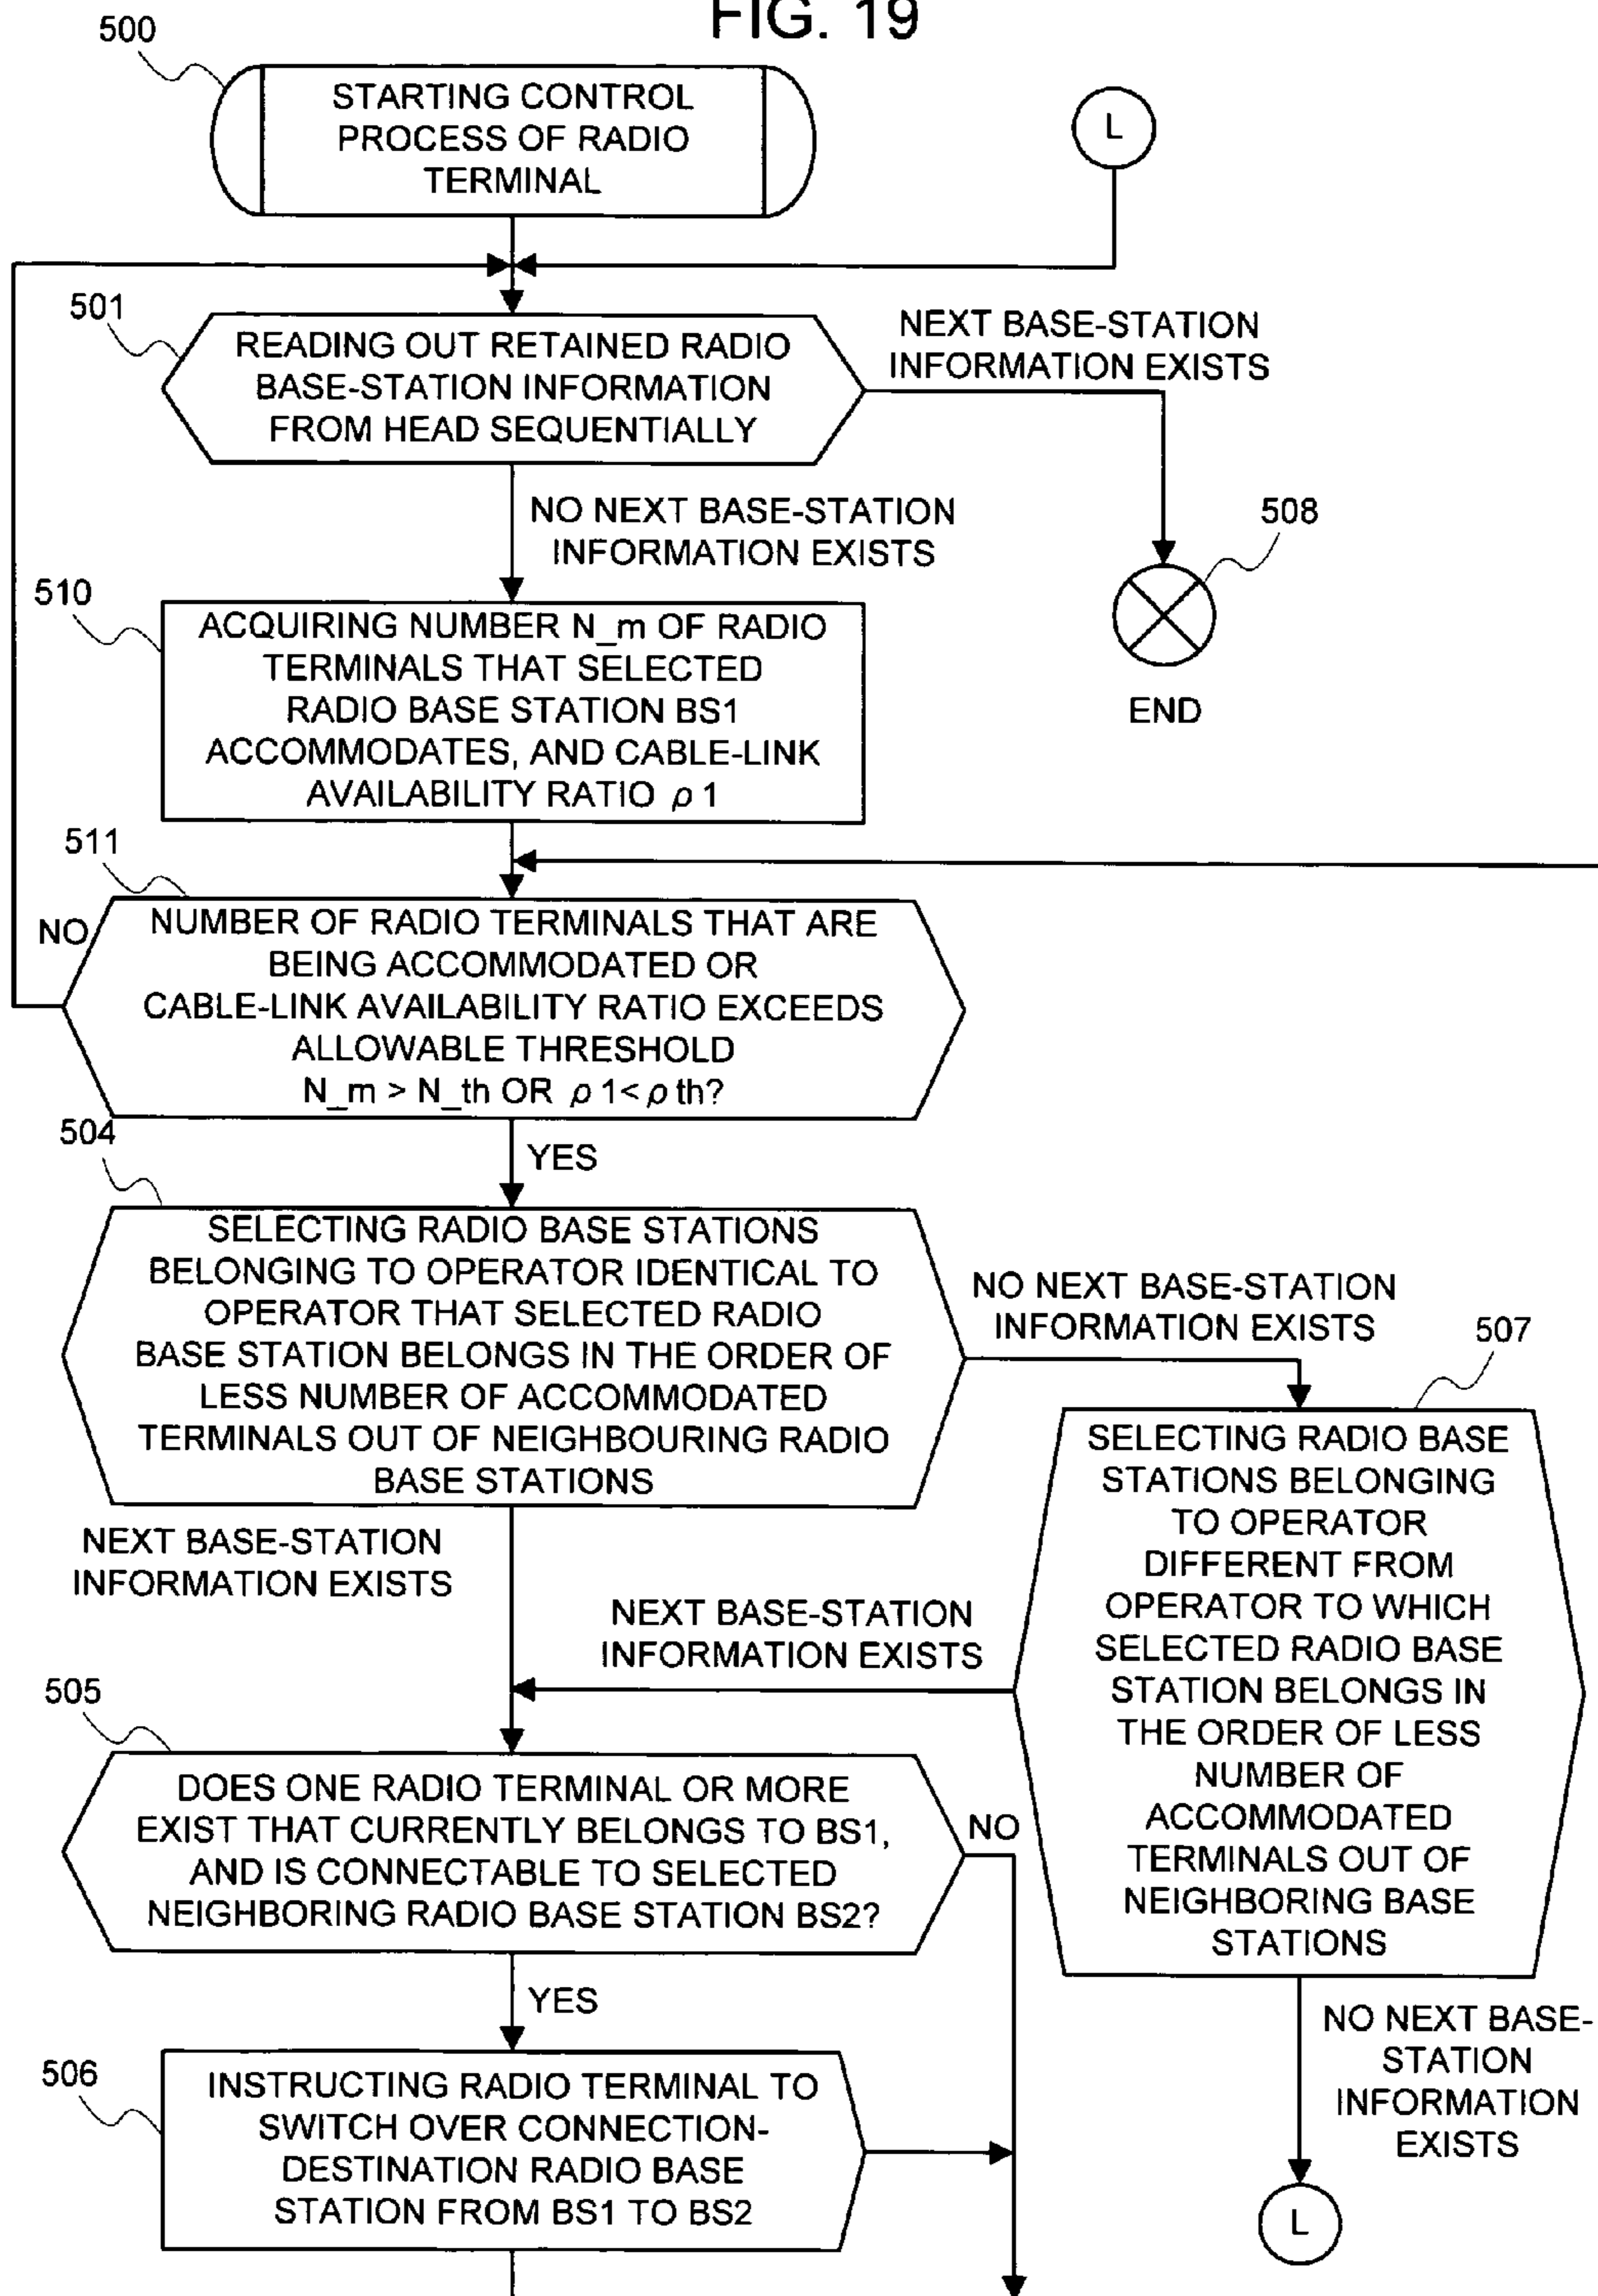 FIG. 19
500
STARTING CONTROL
PROCESS OF RADIO
TERMINAL
L
501
READING OUT RETAINED RADIO
BASE-STATION INFORMATION
FROM HEAD SEQUENTIALLY
NEXT BASE-STATION
INFORMATION EXISTS
NO NEXT BASE-STATION
INFORMATION EXISTS
508
END
510
ACQUIRING NUMBER N_m OF RADIO
TERMINALS THAT SELECTED
RADIO BASE STATION BS1
ACCOMMODATES, AND CABLE-LINK
AVAILABILITY RATIO ρ 1
511
NO
NUMBER OF RADIO TERMINALS THAT ARE
BEING ACCOMMODATED OR
CABLE-LINK AVAILABILITY RATIO EXCEEDS
ALLOWABLE THRESHOLD
N_m > N_th OR ρ 1< ρ th?
YES
504
SELECTING RADIO BASE STATIONS
BELONGING TO OPERATOR IDENTICAL TO
OPERATOR THAT SELECTED RADIO
BASE STATION BELONGS IN THE ORDER OF
LESS NUMBER OF ACCOMMODATED
TERMINALS OUT OF NEIGHBOURING RADIO
BASE STATIONS
NO NEXT BASE-STATION
INFORMATION EXISTS
507
SELECTING RADIO BASE
STATIONS BELONGING
TO OPERATOR
DIFFERENT FROM
OPERATOR TO WHICH
SELECTED RADIO BASE
STATION BELONGS IN
THE ORDER OF LESS
NUMBER OF
ACCOMMODATED
TERMINALS OUT OF
NEIGHBORING BASE
STATIONS
NEXT BASE-STATION
INFORMATION EXISTS
NEXT BASE-STATION
INFORMATION EXISTS
505
DOES ONE RADIO TERMINAL OR MORE
EXIST THAT CURRENTLY BELONGS TO BS1,
AND IS CONNECTABLE TO SELECTED
NEIGHBORING RADIO BASE STATION BS2?
NO
YES
NO NEXT BASE-
STATION
INFORMATION
EXISTS
506
INSTRUCTING RADIO TERMINAL TO
SWITCH OVER CONNECTION-
DESTINATION RADIO BASE
STATION FROM BS1 TO BS2
L